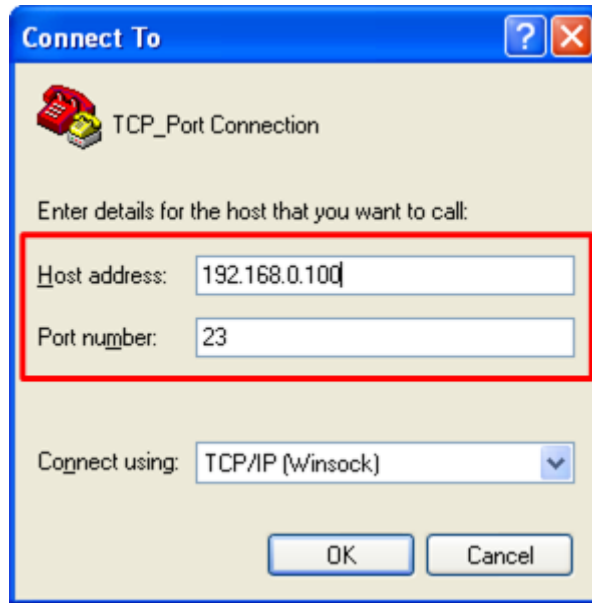 Connect To
TCP_Port Connection
Enter details for the host that you want to call:
Host address: 192.168.0.100
Port number: 23
Connect using: TCP/IP (Winsock)
OK Cancel